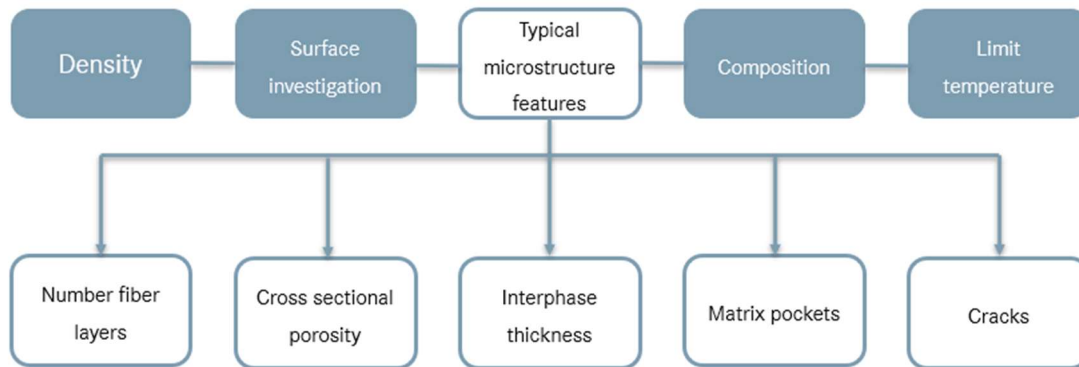 Density
Surface
investigation
Typical
microstructure
features
Composition
Limit
temperature
Number fiber
layers
Cross sectional
porosity
Interphase
thickness
Matrix pockets
Cracks